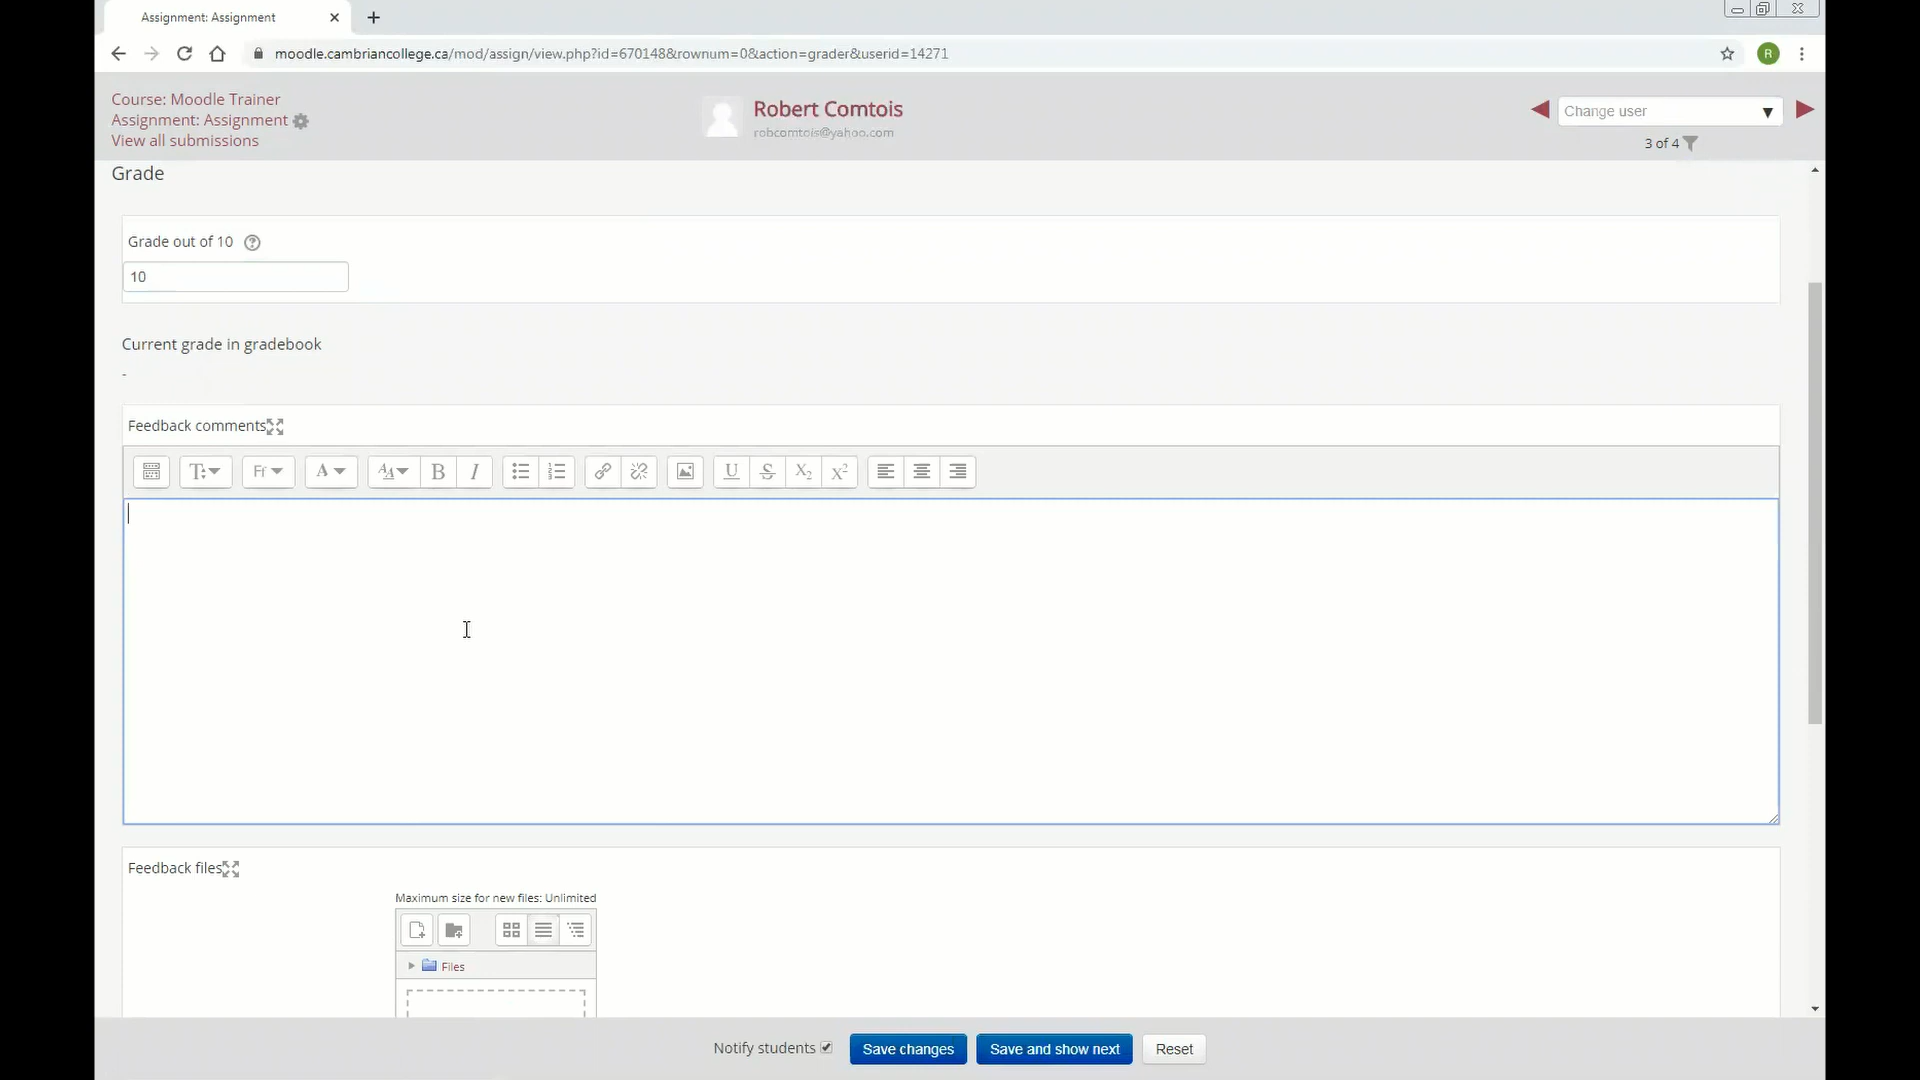 Assignment: Assignment
moodle.cambriancollege.ca/mod/assign/view.php?id=670148&rownum=0&action=grader&userid=14271
R
Course: Moodle Trainer
Assignment: Assignment
View all submissions
Robert Comtois
robcomtois@yahoo.com
Change user
3 of 4
Grade
Grade out of 10
10
Current grade in gradebook
-
Feedback comments
Feedback files
Maximum size for new files: Unlimited
Files
Notify students
Save changes
Save and show next
Reset